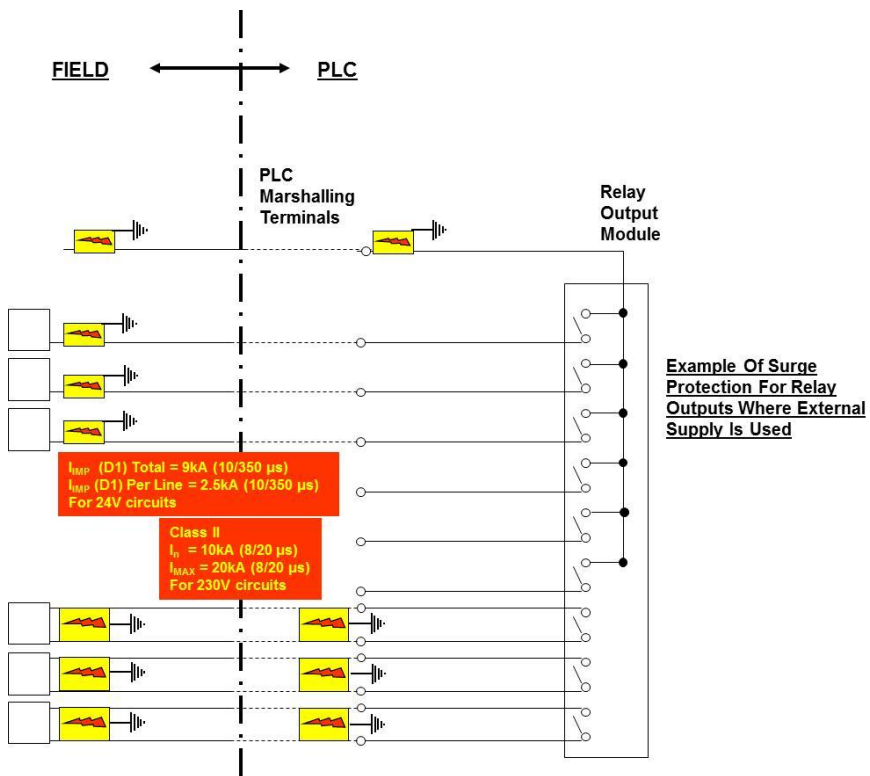 FIELD
PLC
PLC
Marshalling
Terminals
Relay
Output
Module
Example Of Surge
Protection For Relay
Outputs Where External
Supply Is Used
IIMP (D1) Total = 9kA (10/350 µs)
IIMP (D1) Per Line = 2.5kA (10/350 µs)
For 24V circuits
Class II
In = 10kA (8/20 µs)
IMAX = 20kA (8/20 µs)
For 230V circuits